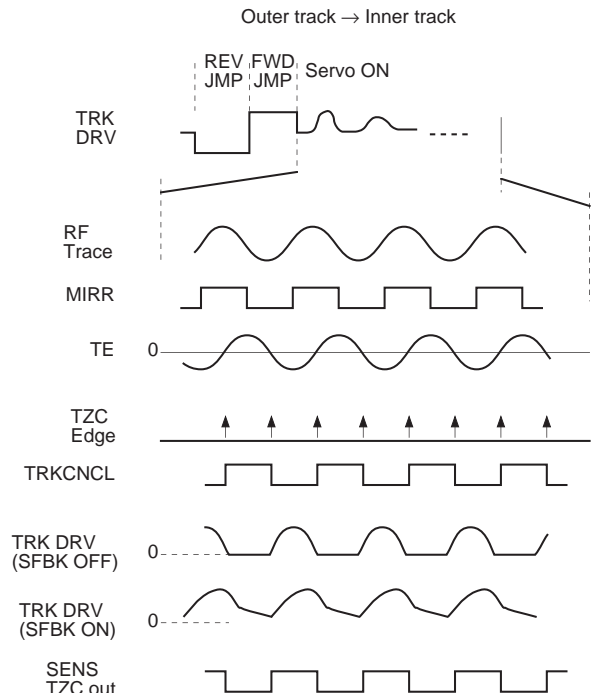 Outer track → Inner track
REV FWD
JMP JMP
Servo ON
TRK
DRV
RF
Trace
MIRR
TE
0
TZC
Edge
TRKCNCL
TRK DRV
(SFBK OFF)
0
TRK DRV
(SFBK ON)
0
SENS
TZC out